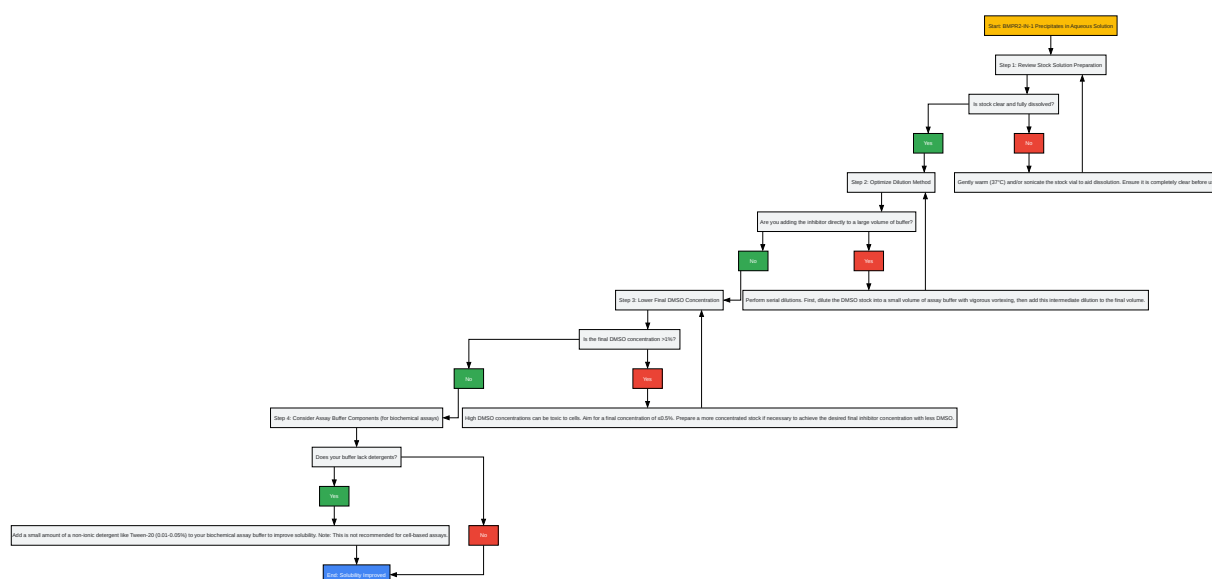 Start: BMPR2-IN-1 Precipitates in Aqueous Solution
Step 1: Review Stock Solution Preparation
Is stock clear and fully dissolved?
Yes
No
Step 2: Optimize Dilution Method
Gently warm (37°C) and/or sonicate the stock vial to aid dissolution. Ensure it is completely clear before
Are you adding the inhibitor directly to a large volume of buffer?
No
Yes
Step 3: Lower Final DMSO Concentration
Perform serial dilutions. First, dilute the DMSO stock into a small volume of assay buffer with vigorous vortexing, then add this intermediate dilution to the final volume.
Is the final DMSO concentration >1%?
No
Yes
Step 4: Consider Assay Buffer Components (for biochemical assays)
High DMSO concentrations can be toxic to cells. Aim for a final concentration of ≤0.5%. Prepare a more concentrated stock if necessary to achieve the desired final inhibitor concentration with less DMSO.
Does your buffer lack detergents?
Yes
Add a small amount of a non-ionic detergent like Tween-20 (0.01-0.05%) to your biochemical assay buffer to improve solubility. Note: This is not recommended for cell-based assays.
No
End: Solubility Improved